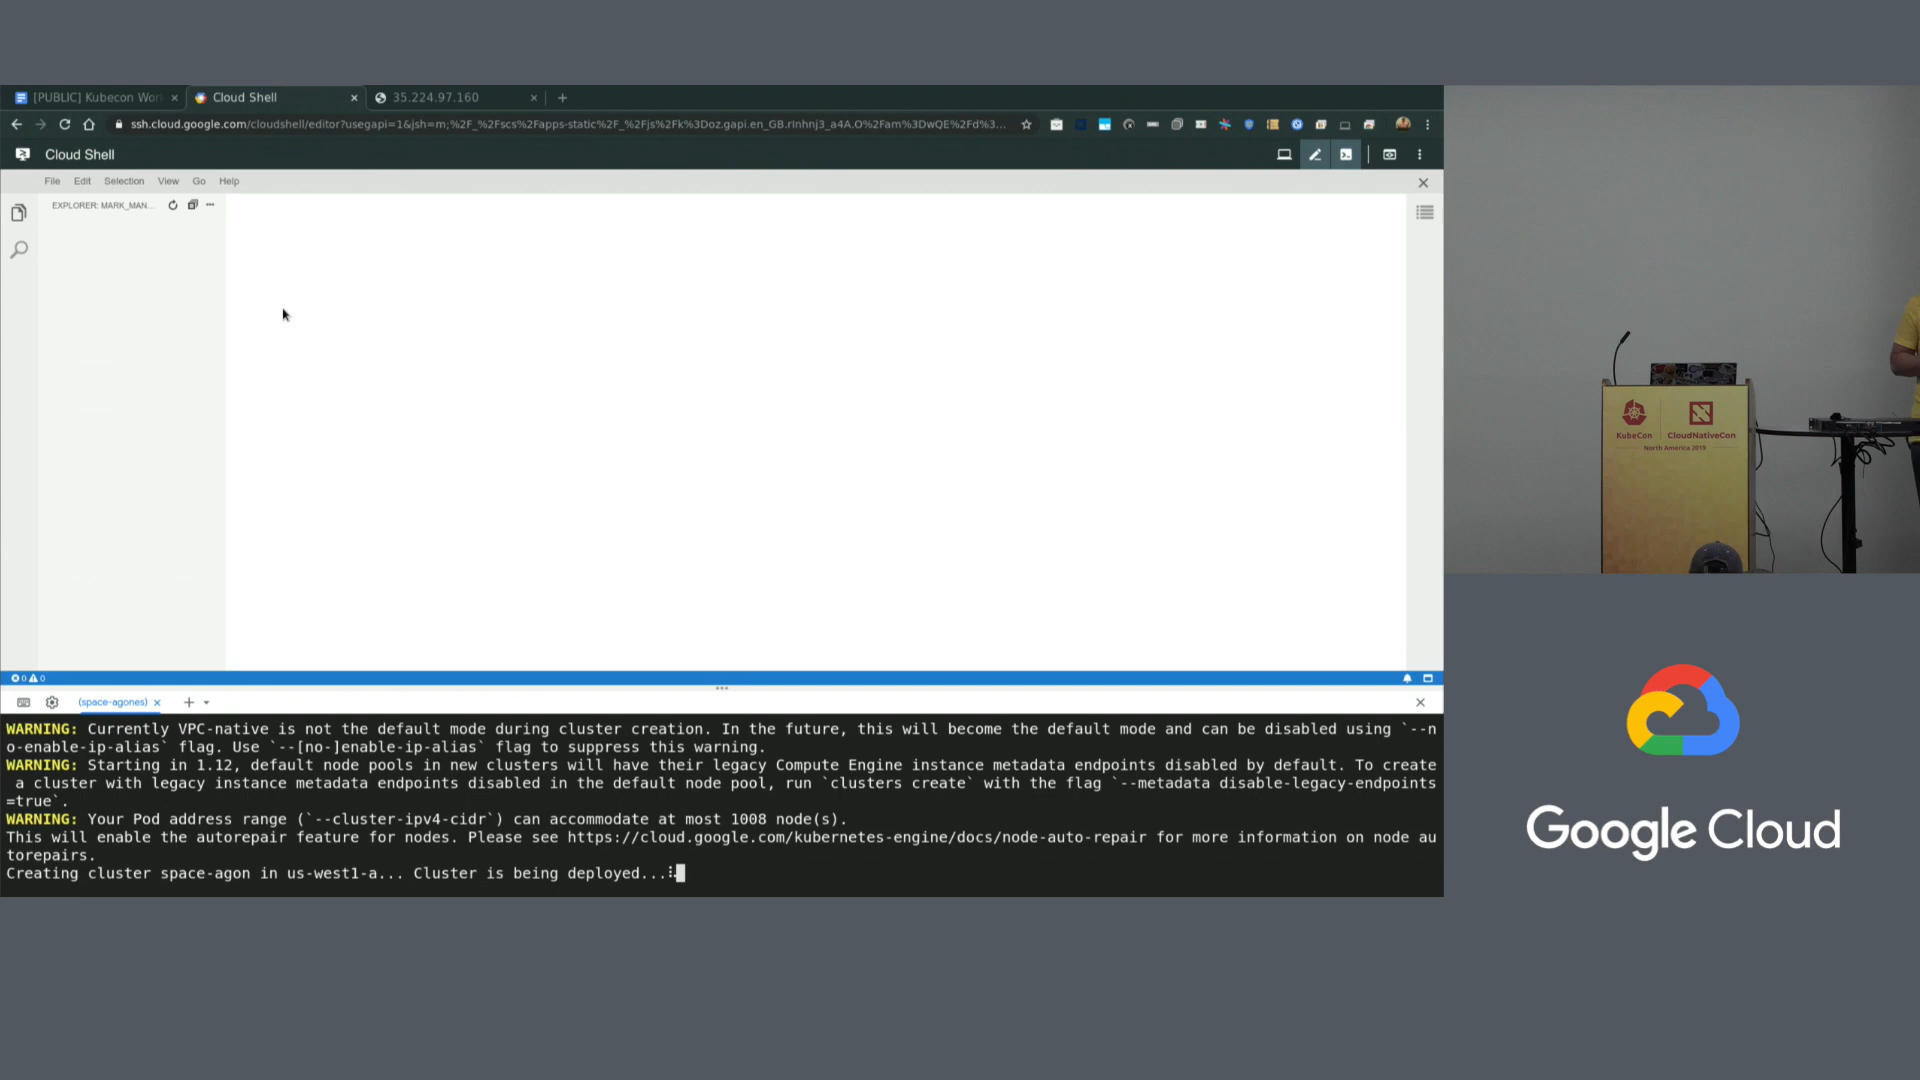 [PUBLIC] Kubecon Wor
Cloud Shell
35.224.97.160
ssh.cloud.google.com/cloudshell/editor?usegapi=1&jsh=m;%2F_%2Fscs%2Fapps-static%2F_%2Fjs%2Fk%3Doz.gapi.en_GB.rInhnj3_a4A.O%2Fam%3DwQE%2Fd%3...
Cloud Shell
File Edit Selection View Go Help
EXPLORER: MARK_MAN...
0 0
(space-agones)
WARNING: Currently VPC-native is not the default mode during cluster creation. In the future, this will become the default mode and can be disabled using `--n
o-enable-ip-alias` flag. Use `--[no-]enable-ip-alias` flag to suppress this warning.
WARNING: Starting in 1.12, default node pools in new clusters will have their legacy Compute Engine instance metadata endpoints disabled by default. To create
a cluster with legacy instance metadata endpoints disabled in the default node pool, run `clusters create` with the flag `--metadata disable-legacy-endpoints
=true`.
WARNING: Your Pod address range (`--cluster-ipv4-cidr`) can accommodate at most 1008 node(s).
This will enable the autorepair feature for nodes. Please see https://cloud.google.com/kubernetes-engine/docs/node-auto-repair for more information on node au
torepairs.
Creating cluster space-agon in us-west1-a... Cluster is being deployed...
KubeCon
CloudNativeCon
North America 2019
Google Cloud